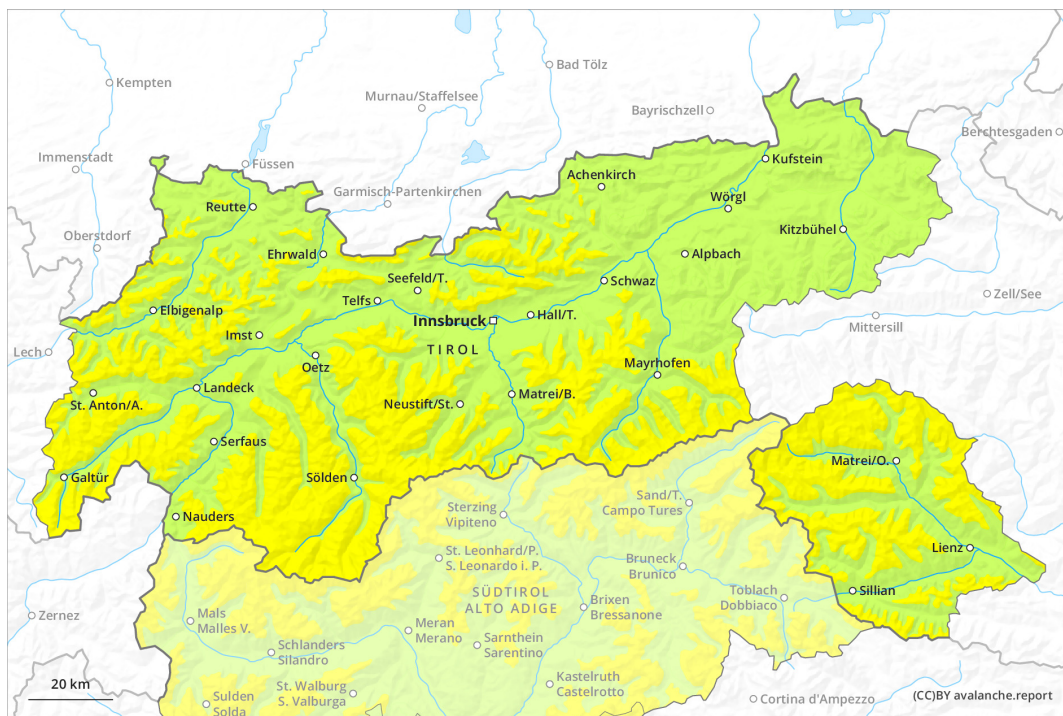 Kempten
Bad Tölz
Murnau/Staffelsee
Bayrischzell
Berchtesgaden
Immenstadt
Füssen
Kufstein
Garmisch-Partenkirchen
Achenkirch
Reutte
Wörgl
Oberstdorf
Kitzbühel
Ehrwald
Alpbach
Seefeld/T.
Schwaz
Zell/See
Telfs
Elbigenalp
Hall/T.
Innsbruck
Mittersill
Imst
Lech
TIROL
Oetz
Mayrhofen
Landeck
St. Anton/A.
Neustift/St.
Matrei/B.
Serfaus
Matrei/O.
Galtür
Sölden
Sand/T.
Campo Tures
Sterzing
Vipiteno
Nauders
Lienz
St. Leonhard/P.
S. Leonardo i. P.
Bruneck
Brunico
SÜDTIROL
ALTO ADIGE
Toblach
Dobbiaco
Sillian
Brixen
Bressanone
Zernez
Mals
Malles V.
Meran
Merano
Schlanders
Silandro
Sarnthein
Sarentino
20 km
St. Walburg
S. Valburga
Kastelruth
Castelrotto
Sulden
Solda
Cortina d'Ampezzo
(CC)BY avalanche.report